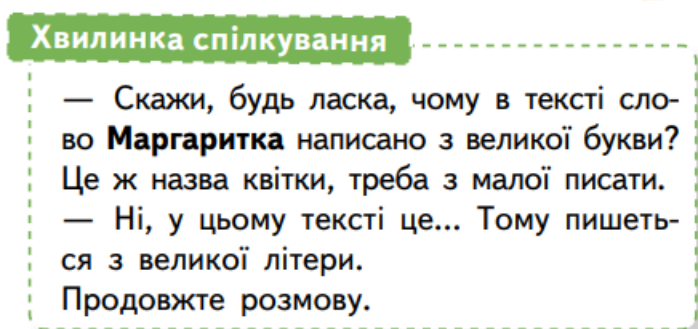 Хвилинка спілкування
— Скажи, будь ласка, чому в тексті сло-
во Маргаритка написано з великої букви?
Це ж назва квітки, треба з малої писати.
— Ні, у цьому тексті це... Тому пишеть-
ся з великої літери.
Продовжте розмову.